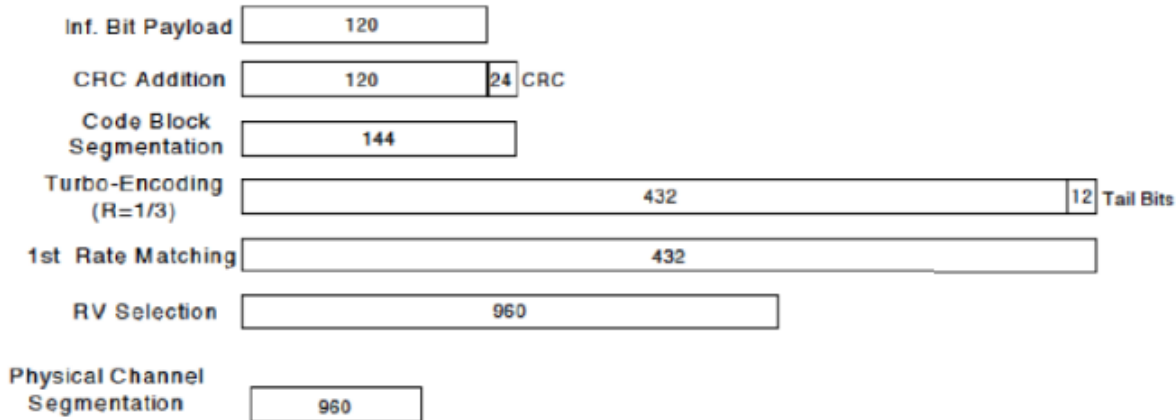 Inf. Bit Payload 120
CRC Addition 120 24 CRC
Code Block
Segmentation 144
Turbo-Encoding
(R=1/3) 432 12 Tail Bits
1st Rate Matching 432
RV Selection 960
Physical Channel
Segmentation 960